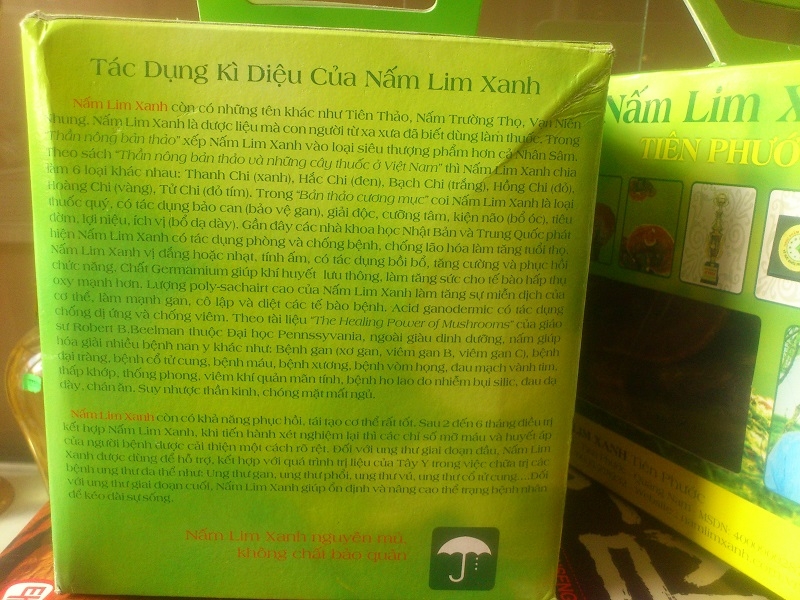 Tác Dụng Kì Diệu Của Nấm Lim Xanh
Nấm Lim Xanh còn có những tên khác như Tiên Thảo, Nấm Trường Thọ, Vạn Niên
Nhung. Nấm Lim Xanh là dược liệu mà con người từ xa xưa đã biết dùng làm thuốc. Trong
"Thần nông bản thảo" xếp Nấm Lim Xanh vào loại siêu thượng phẩm hơn cả Nhân Sâm.
Theo sách "Thần nông bản thảo và những cây thuốc ở Việt Nam" thì Nấm Lim Xanh chia
làm 6 loại khác nhau: Thanh Chi (xanh), Hắc Chi (đen), Bạch Chi (trắng), Hồng Chi (đỏ),
Hoàng Chi (vàng), Tử Chi (đỏ tím). Trong "Bản thảo cương mục" coi Nấm Lim Xanh là loại
thuốc quý, có tác dụng bảo can (bảo vệ gan), giải độc, cường tâm, kiện não (bổ óc), tiêu
đờm, lợi niệu, ích vị (bổ dạ dày). Gần đây các nhà khoa học Nhật Bản và Trung Quốc phát
hiện Nấm Lim Xanh có tác dụng phòng và chống bệnh, chống lão hóa làm tăng tuổi thọ.
Nấm Lim Xanh vị đắng hoặc nhạt, tính ấm, có tác dụng bồi bổ, tăng cường và phục hồi
chức năng. Chất Germamium giúp khí huyết lưu thông, làm tăng sức cho tế bào hấp thụ
oxy mạnh hơn. Lượng poly-sachairt cao của Nấm Lim Xanh làm tăng sự miễn dịch của
cơ thể, làm mạnh gan, cô lập và diệt các tế bào bệnh. Acid ganodermic có tác dụng
chống dị ứng và chống viêm. Theo tài liệu "The Healing Power of Mushrooms" của giáo
sư Robert B.Beelman thuộc Đại học Pennssyvania, ngoài giàu dinh dưỡng, nấm giúp
hóa giải nhiều bệnh nan y khác như: Bệnh gan (xơ gan, viêm gan B, viêm gan C), bệnh
đại tràng, bệnh cổ tử cung, bệnh máu, bệnh xương, bệnh vòm họng, đau mạch vành tim,
thấp khớp, thống phong, viêm khí quản mãn tính, bệnh ho lao do nhiễm bụi silic, đau dạ
dày, chán ăn. Suy nhược thần kinh, chóng mặt mất ngủ.
Nấm Lim Xanh còn có khả năng phục hồi, tái tạo cơ thể rất tốt. Sau 2 đến 6 tháng điều trị
kết hợp Nấm Lim Xanh, khi tiến hành xét nghiệm lại thì các chỉ số mỡ máu và huyết áp
của người bệnh được cải thiện một cách rõ rệt. Đối với ung thư giai đoạn đầu, Nấm Lim
Xanh được dùng để hỗ trợ, kết hợp với quá trình trị liệu của Tây Y trong việc chữa trị các
bệnh ung thư đa thể như: Ung thư gan, ung thư phổi, ung thư vú, ung thư cổ tử cung....Đối
với ung thư giai đoạn cuối, Nấm Lim Xanh giúp ổn định và nâng cao thể trạng bệnh nhân
để kéo dài sự sống.
Nấm Lim Xanh nguyên mũ,
không chất bảo quản
Nấm Lim X
TIÊN PHƯỚ
XANH Tiên Phước
Nam - MSDN: